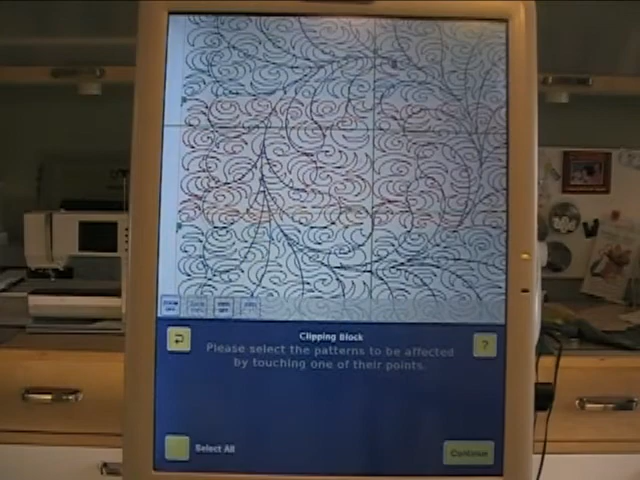 Clipping Block
?
Please select the patterns to be affected
by touching one of their points.
Select All
Continue